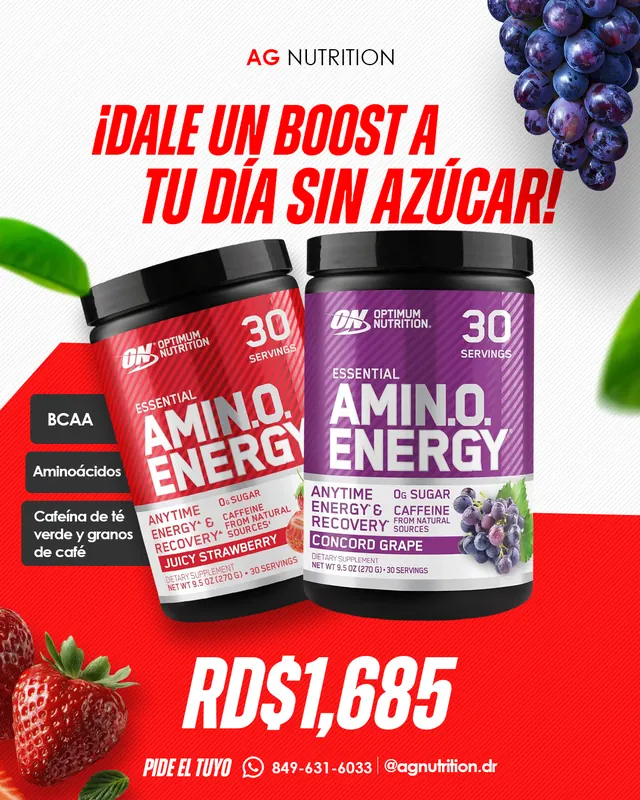 AG NUTRITION
¡DALE UN BOOST A
TU DÍA SIN AZÚCAR!
BCAA
Aminoácidos
Cafeína de té
verde y granos
de café
ON OPTIMUM
NUTRITION
30
SERVINGS
ESSENTIAL
AMIN.O.
ENERGY
ANYTIME
ENERGY* &
RECOVERY*
0g SUGAR
CAFFEINE
FROM NATURAL
SOURCES*
JUICY STRAWBERRY
DIETARY SUPPLEMENT
NET WT 9.5 OZ (270 G) • 30 SERVINGS
ON OPTIMUM
NUTRITION®
30
SERVINGS
ESSENTIAL
AMIN.O.
ENERGY
ANYTIME
ENERGY* &
RECOVERY*
0g SUGAR
CAFFEINE
FROM NATURAL
SOURCES
CONCORD GRAPE
DIETARY SUPPLEMENT
NET WT 9.5 OZ (270 G) • 30 SERVINGS
RD$1,685
PIDE EL TUYO 849-631-6033 | @agnutrition.dr